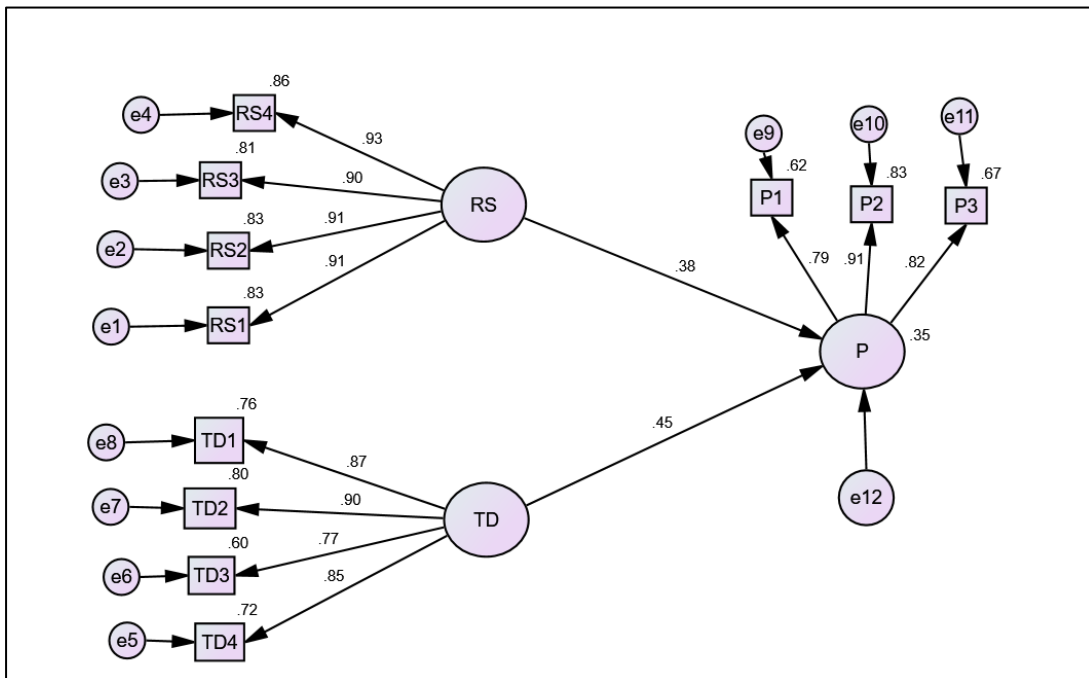 .86
e4
RS4
.93
.81
e3
RS3
.90
RS
.83
e2
RS2
.91
.83
e1
RS1
.91
.38
e9
e10
e11
.62
.83
.67
P1
P2
P3
.79
.91
.82
P
.35
.76
e8
TD1
.87
.80
e7
TD2
.90
TD
.60
e6
TD3
.77
.72
e5
TD4
.85
.45
e12